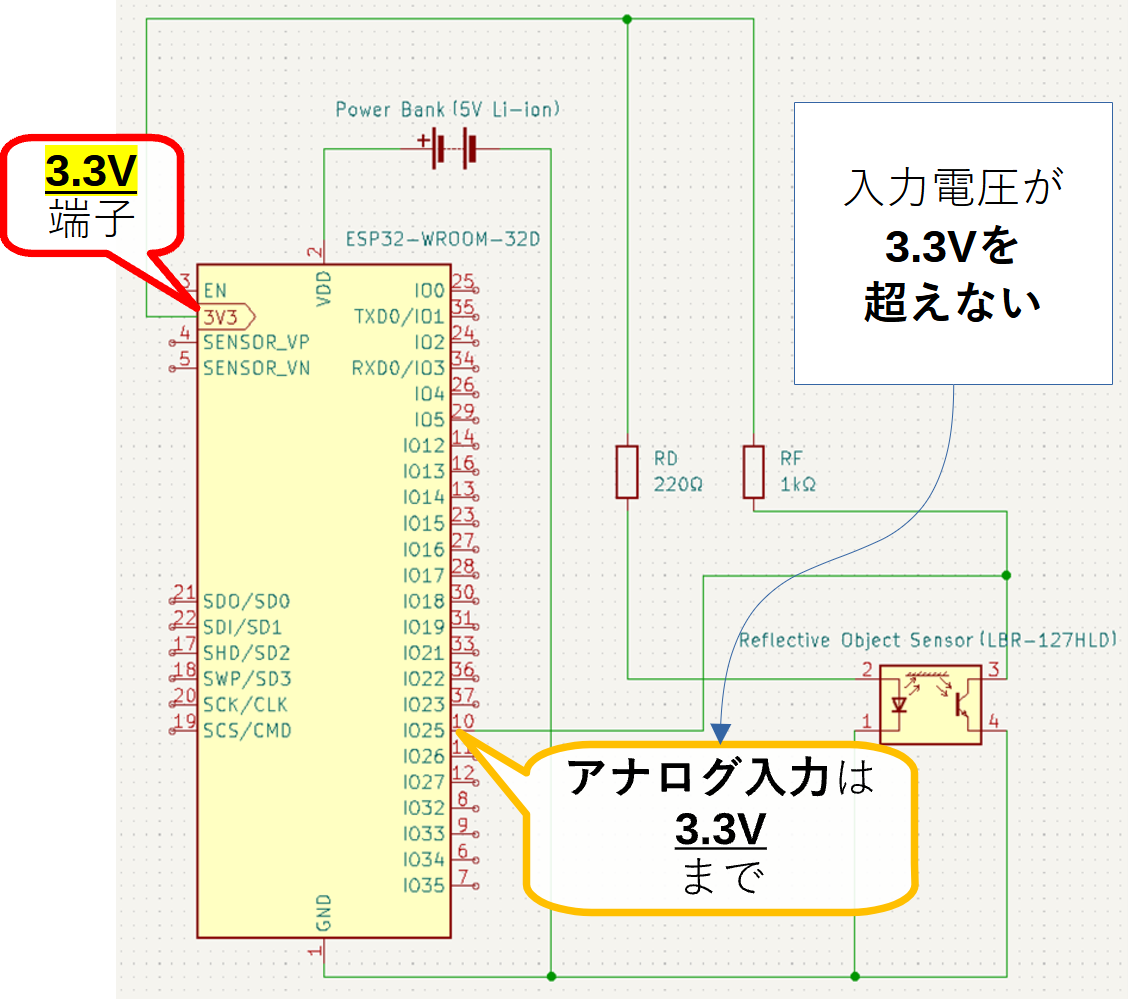 Power Bank (5V Li-ion)
+
3.3V
端子
入力電圧が
3.3Vを
超えない
ESP32-WROOM-32D
2
VDD
3
EN
3V3
4
SENSOR_VP
5
SENSOR_VN
21
SDO/SD0
22
SDI/SD1
17
SHD/SD2
18
SWP/SD3
20
SCK/CLK
19
SCS/CMD
IO0
25
TXD0/IO1
35
IO2
24
RXD0/IO3
34
IO4
26
IO5
29
IO12
14
IO13
16
IO14
13
IO15
23
IO16
27
IO17
28
IO18
30
IO19
31
IO21
33
IO22
36
IO23
37
IO25
10
IO26
11
IO27
12
IO32
8
IO33
9
IO34
6
IO35
7
GND
1
RD
220Ω
RF
1kΩ
Reflective Object Sensor (LBR-127HLD)
2
3
1
4
アナログ入力は
3.3V
まで